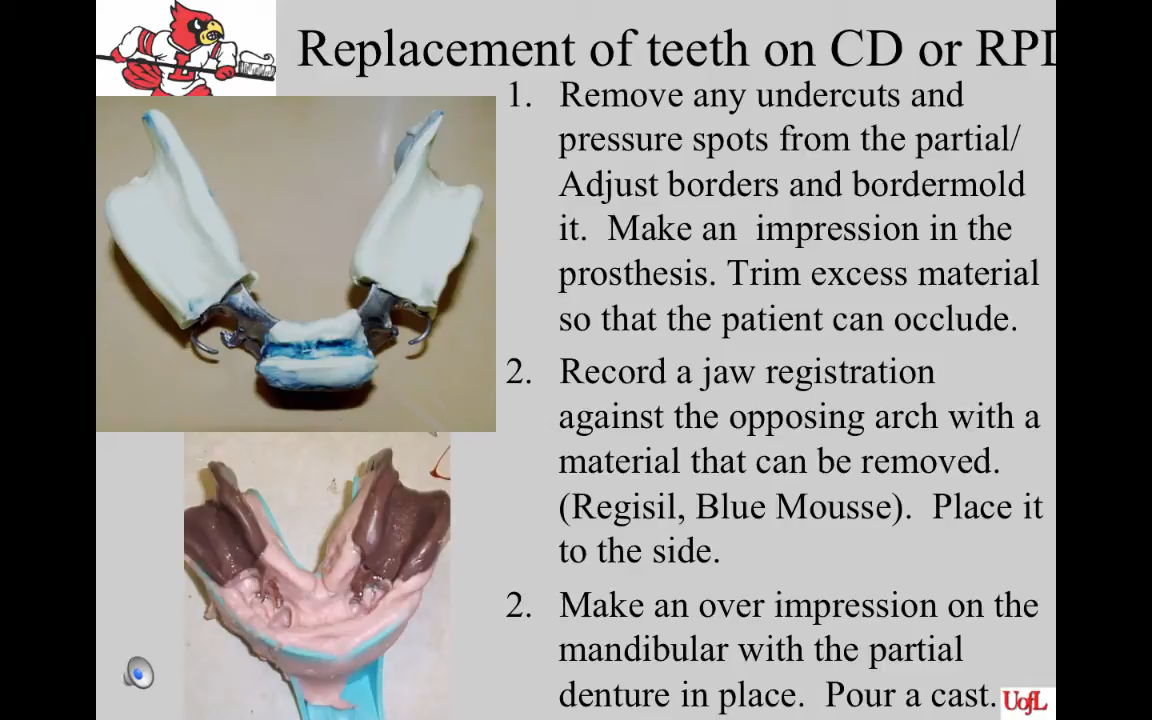 Replacement of teeth on CD or RPD
1. Remove any undercuts and
pressure spots from the partial/
Adjust borders and bordermold
it. Make an impression in the
prosthesis. Trim excess material
so that the patient can occlude.
2. Record a jaw registration
against the opposing arch with a
material that can be removed.
(Regisil, Blue Mousse). Place it
to the side.
2. Make an over impression on the
mandibular with the partial
denture in place. Pour a cast.
UofL